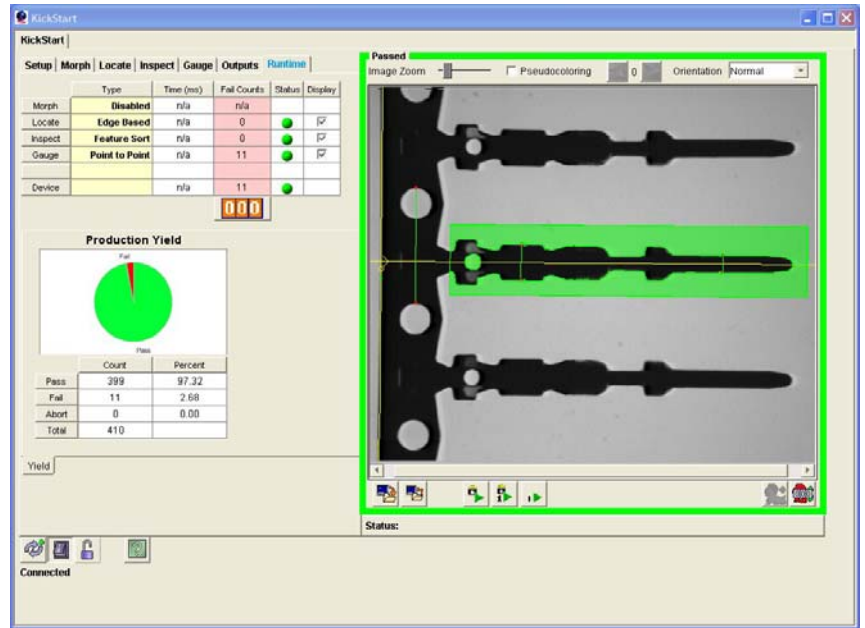 KickStart
KickStart
Setup Morph Locate Inspect Gauge Outputs Runtime
Type Time (ms) Fail Counts Status Display
Morph Disabled n/a n/a
Locate Edge Based n/a 0
Inspect Feature Sort n/a 0
Gauge Point to Point n/a 11
Device n/a 11
000
Production Yield
Fail
Pass
Count Percent
Pass 399 97.32
Fail 11 2.68
Abort 0 0.00
Total 410
Yield
Connected
Passed
Image Zoom Pseudocoloring 0 Orientation Normal
Status: